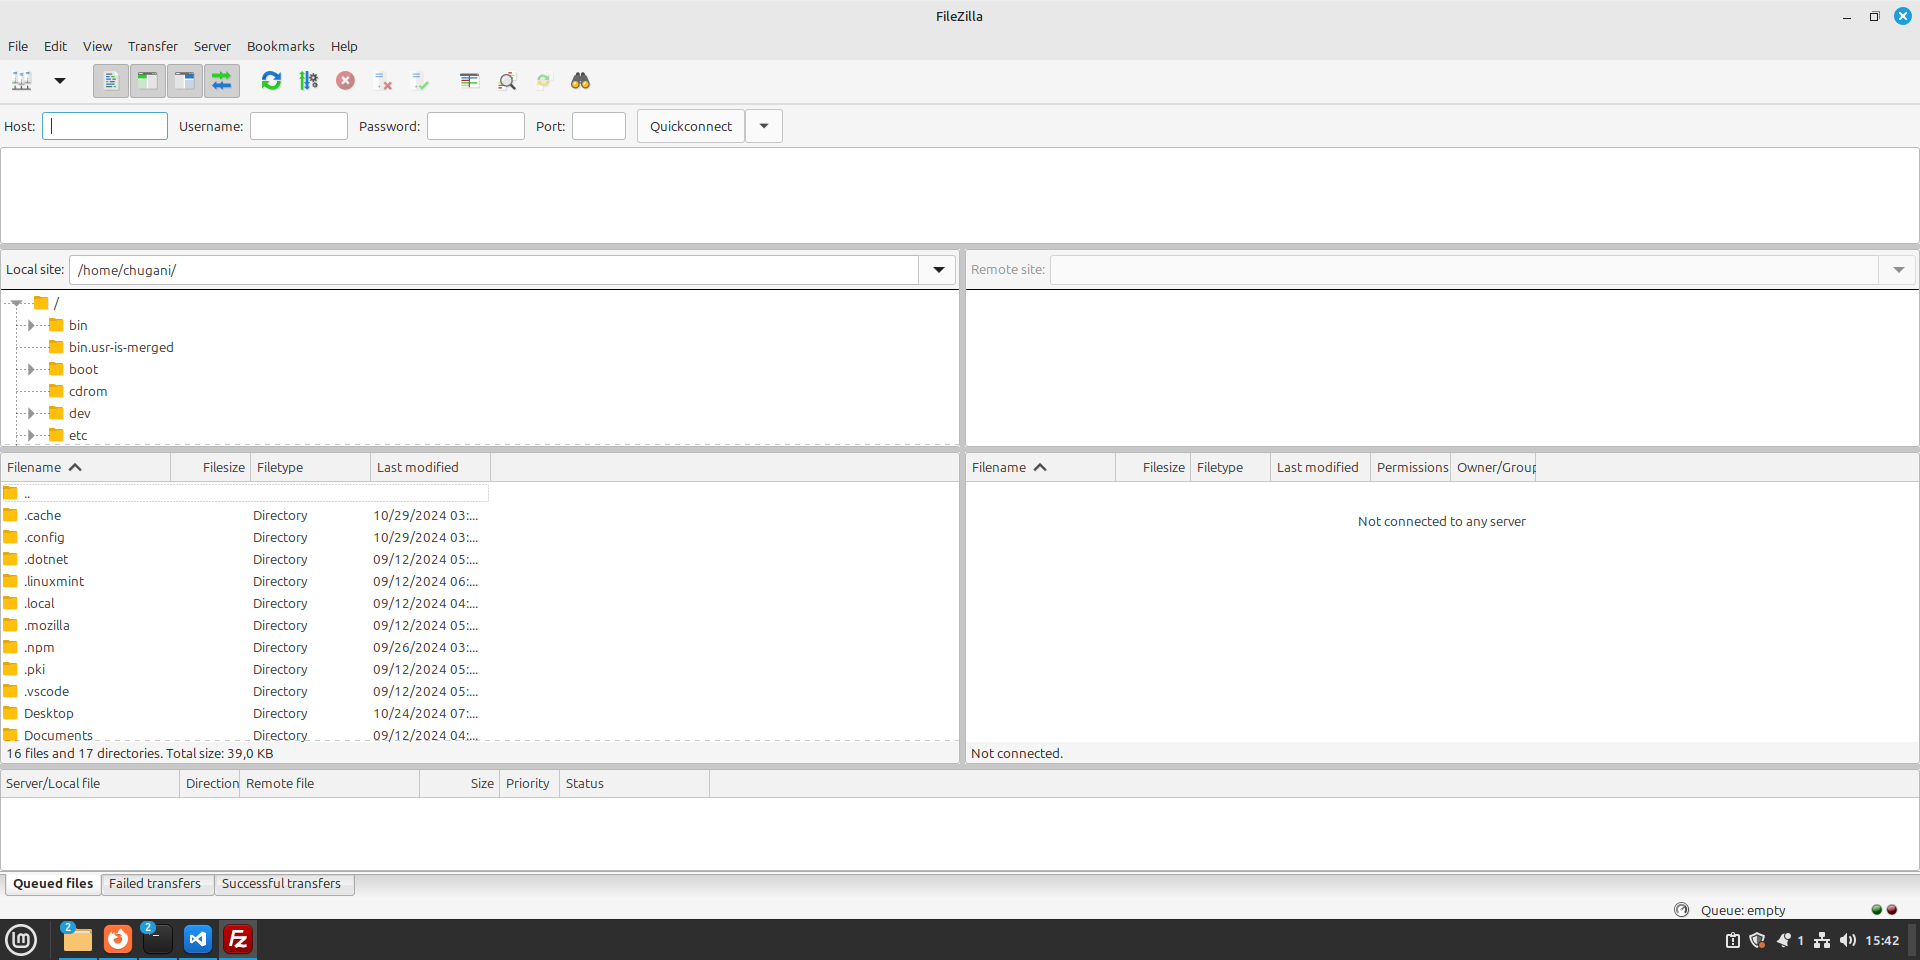 FileZilla
File Edit View Transfer Server Bookmarks Help
Host: Username: Password: Port: Quickconnect
Local site: /home/chugani/
Remote site:
/
bin
bin.usr-is-merged
boot
cdrom
dev
etc
Filename Filesize Filetype Last modified
..
.cache Directory 10/29/2024 03:...
.config Directory 10/29/2024 03:...
.dotnet Directory 09/12/2024 05:...
.linuxmint Directory 09/12/2024 06:...
.local Directory 09/12/2024 04:...
.mozilla Directory 09/12/2024 05:...
.npm Directory 09/26/2024 03:...
.pki Directory 09/12/2024 05:...
.vscode Directory 09/12/2024 05:...
Desktop Directory 10/24/2024 07:...
Documents Directory 09/12/2024 04:...
16 files and 17 directories. Total size: 39,0 KB
Filename Filesize Filetype Last modified Permissions Owner/Group
Not connected to any server
Not connected.
Server/Local file Direction Remote file Size Priority Status
Queued files Failed transfers Successful transfers
Queue: empty
2 2 Fz 1 15:42